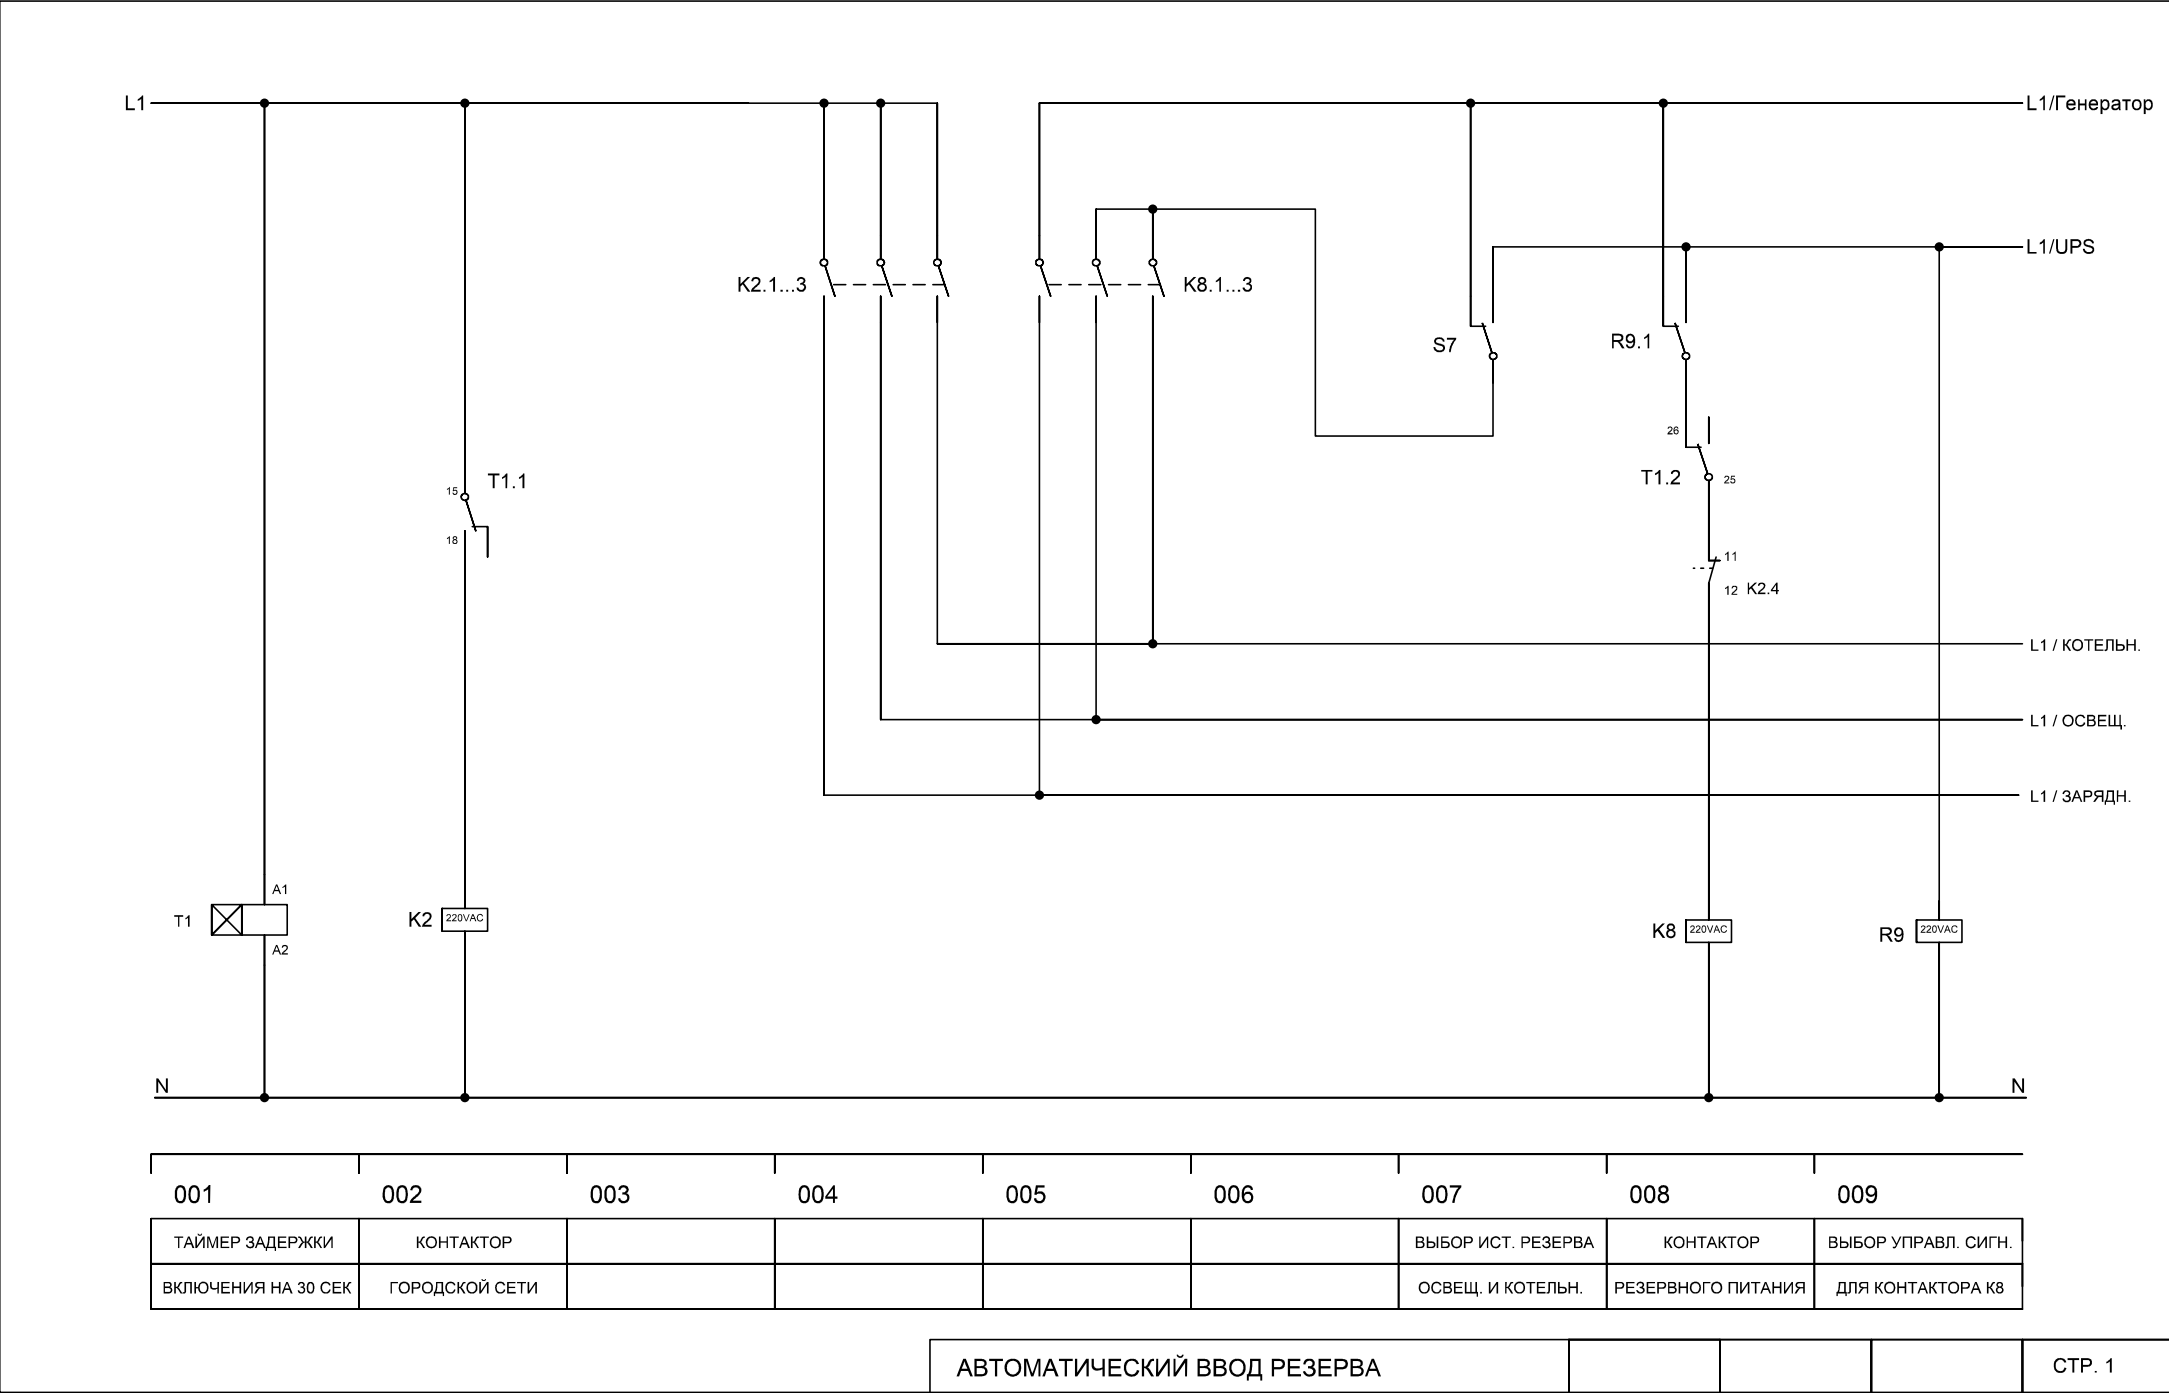 L1
L1/Генератор
L1/UPS
K2.1...3
K8.1...3
S7
R9.1
26
T1.2
25
15
T1.1
18
11
12 K2.4
L1 / КОТЕЛЬН.
L1 / ОСВЕЩ.
L1 / ЗАРЯДН.
A1
T1
A2
K2
220VAC
K8
220VAC
R9
220VAC
N
N
001 002 003 004 005 006 007 008 009
ТАЙМЕР ЗАДЕРЖКИ КОНТАКТОР ВЫБОР ИСТ. РЕЗЕРВА КОНТАКТОР ВЫБОР УПРАВЛ. СИГН.
ВКЛЮЧЕНИЯ НА 30 СЕК ГОРОДСКОЙ СЕТИ ОСВЕЩ. И КОТЕЛЬН. РЕЗЕРВНОГО ПИТАНИЯ ДЛЯ КОНТАКТОРА К8
АВТОМАТИЧЕСКИЙ ВВОД РЕЗЕРВА
СТР. 1